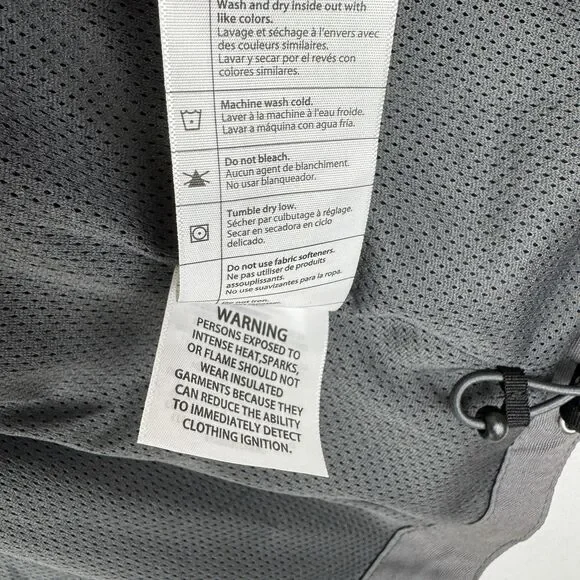 Wash and dry inside out with
like colors.
Lavage et séchage à l'envers avec
des couleurs similaires.
Lavar y secar por el revés con
colores similares.
Machine wash cold.
Laver à la machine à l'eau froide.
Lavar a máquina con agua fría.
Do not bleach.
Aucun agent de blanchiment.
No usar blanqueador.
Tumble dry low.
Sécher par culbutage à réglage.
Secar en secadora en ciclo
delicado.
Do not use fabric softeners.
Ne pas utiliser de produits
assouplissants.
No use suavizantes para la ropa.
Do not iron.
WARNING
PERSONS EXPOSED TO
INTENSE HEAT,SPARKS,
OR FLAME SHOULD NOT
WEAR INSULATED
GARMENTS BECAUSE THEY
CAN REDUCE THE ABILITY
TO IMMEDIATELY DETECT
CLOTHING IGNITION.